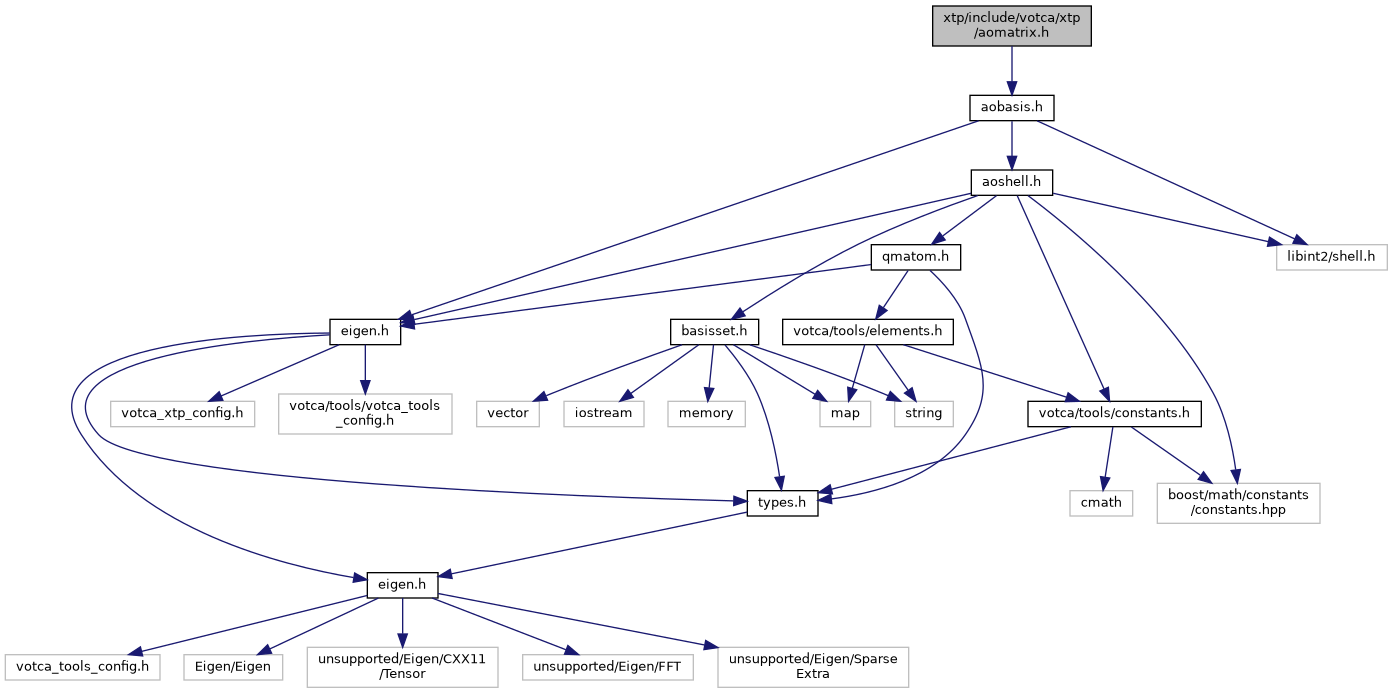 xtp/include/votca/xtp
/aomatrix.h
aobasis.h
aoshell.h
qmatom.h
libint2/shell.h
eigen.h
basisset.h
votca/tools/elements.h
votca_xtp_config.h
votca/tools/votca_tools
_config.h
vector
iostream
memory
map
string
votca/tools/constants.h
types.h
cmath
boost/math/constants
/constants.hpp
eigen.h
votca_tools_config.h
Eigen/Eigen
unsupported/Eigen/CXX11
/Tensor
unsupported/Eigen/FFT
unsupported/Eigen/Sparse
Extra